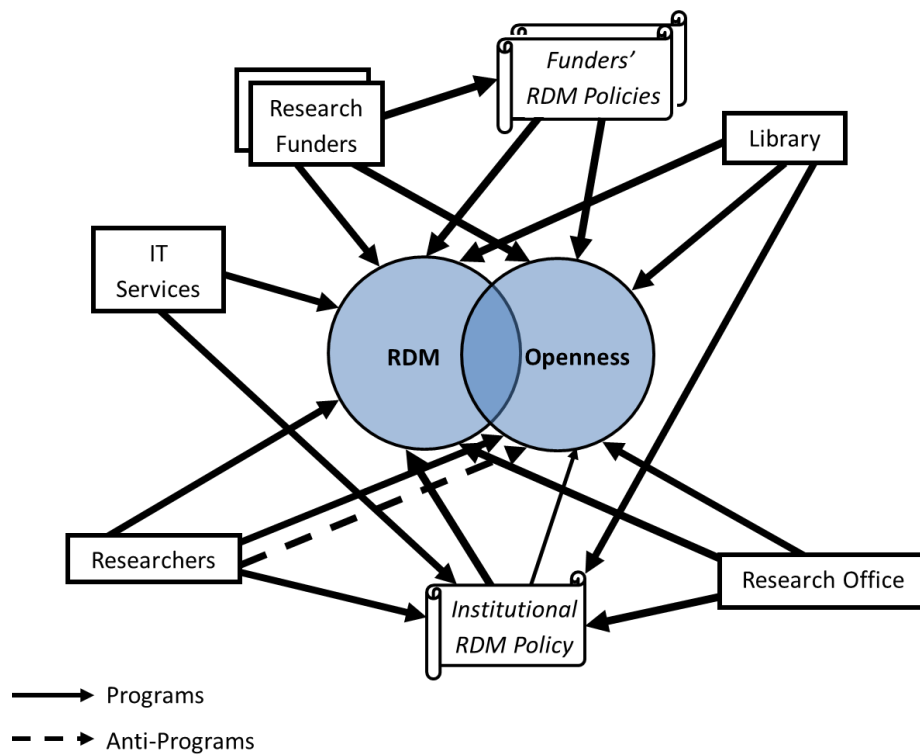 Funders’
RDM Policies
Research
Funders
Library
IT
Services
RDM
Openness
Researchers
Research Office
Institutional
RDM Policy
Programs
Anti-Programs